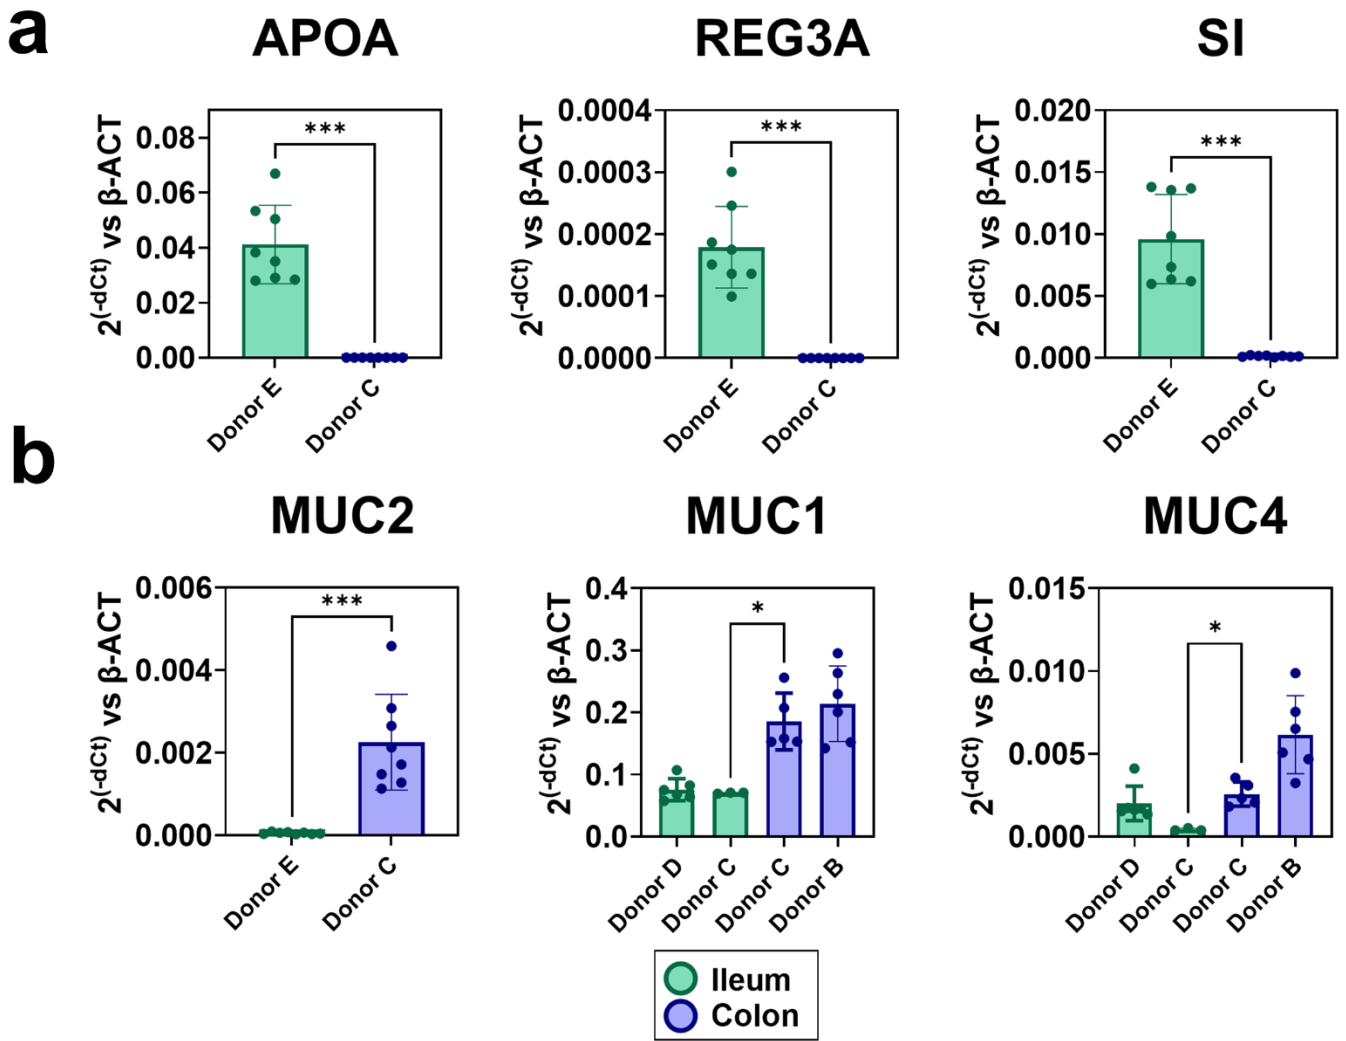 a
APOA
REG3A
SI
2(-dCt) vs β-ACT
0.08
0.06
0.04
0.02
0.00
***
Donor E
Donor C
2(-dCt) vs β-ACT
0.0004
0.0003
0.0002
0.0001
0.0000
***
Donor E
Donor C
2(-dCt) vs β-ACT
0.020
0.015
0.010
0.005
0.000
***
Donor E
Donor C
b
MUC2
MUC1
MUC4
2(-dCt) vs β-ACT
0.006
0.004
0.002
0.000
***
Donor E
Donor C
2(-dCt) vs β-ACT
0.4
0.3
0.2
0.1
0.0
*
Donor D
Donor C
Donor C
Donor B
2(-dCt) vs β-ACT
0.015
0.010
0.005
0.000
*
Donor D
Donor C
Donor C
Donor B
Ileum
Colon